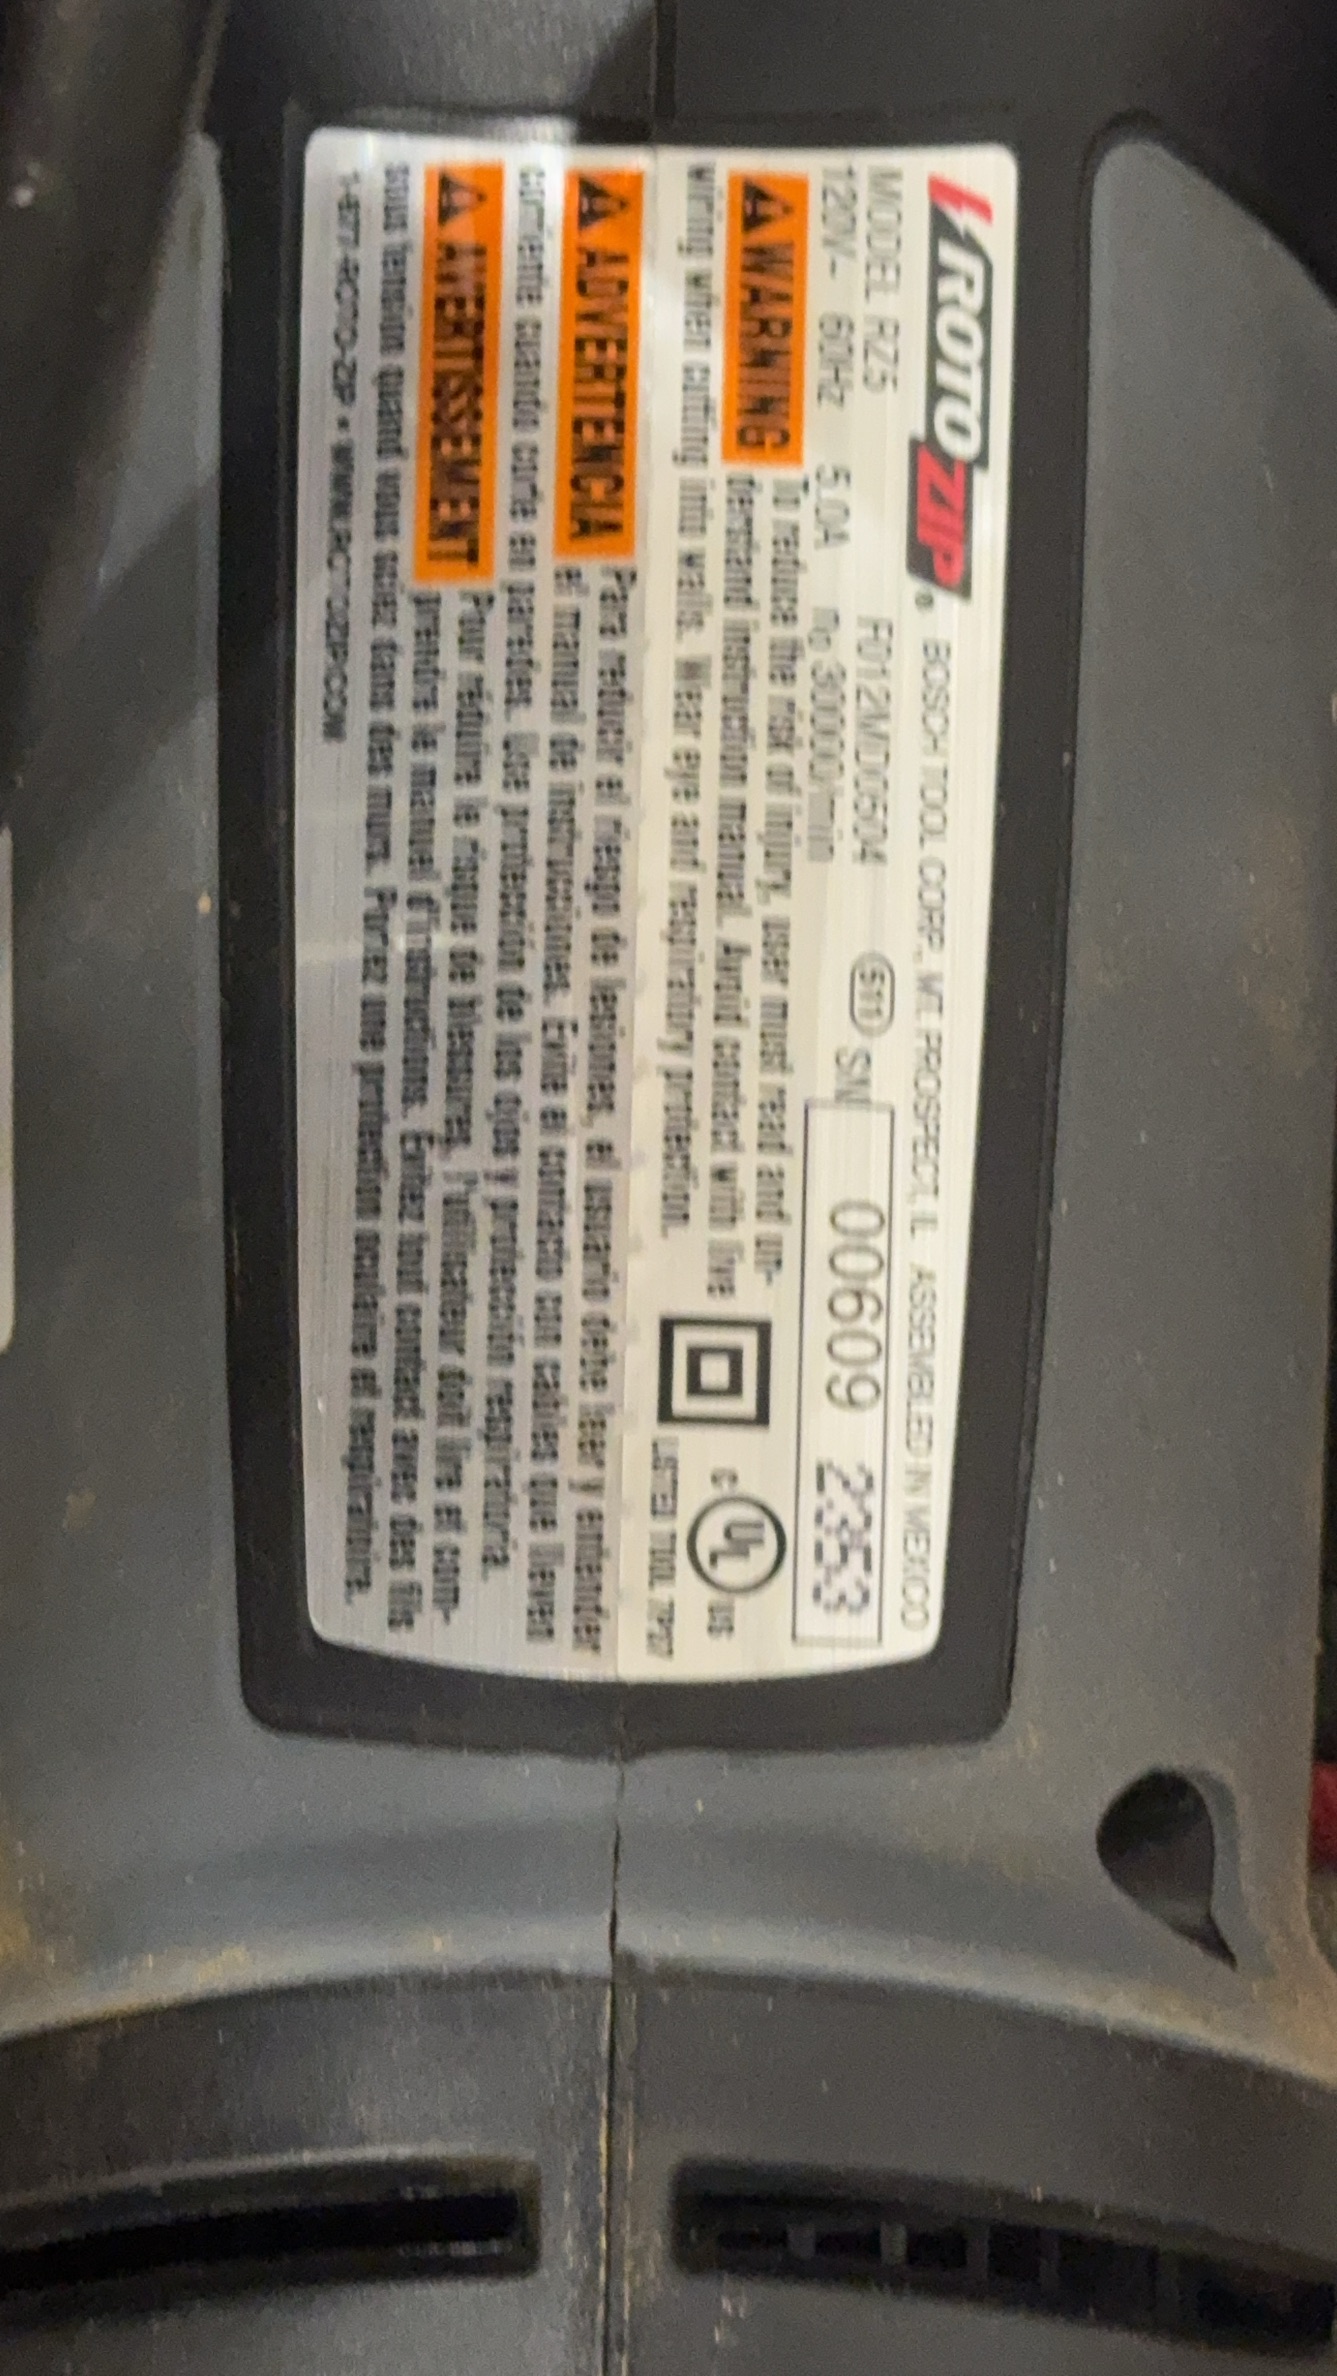 ROTOZIP® BOSCH TOOL CORP., MT. PROSPECT, IL ASSEMBLED IN MEXICO
MODEL RZ5 F012MD0504 511 SN 00609 2353
120V~ 60Hz 5.0A n₀ 30000/min
⚠ WARNING To reduce the risk of injury, user must read and un-
derstand instruction manual. Avoid contact with live
wiring when cutting into walls. Wear eye and respiratory protection.
C UL US
LISTED TOOL
⚠ ADVERTENCIA Para reducir el riesgo de lesiones, el usuario debe leer y entender
el manual de instrucciones. Evite el contacto con cables que lleven
corriente cuando corte en paredes. Use protección de los ojos y protección respiratoria.
⚠ AVERTISSEMENT Pour réduire le risque de blessures, l'utilisateur doit lire et com-
prendre le manuel d'instructions. Evitez tout contact avec des fils
sous tension quand vous sciez dans des murs. Portez une protection oculaire et respiratoire.
1-877-ROTO-ZIP • WWW.ROTOZIP.COM